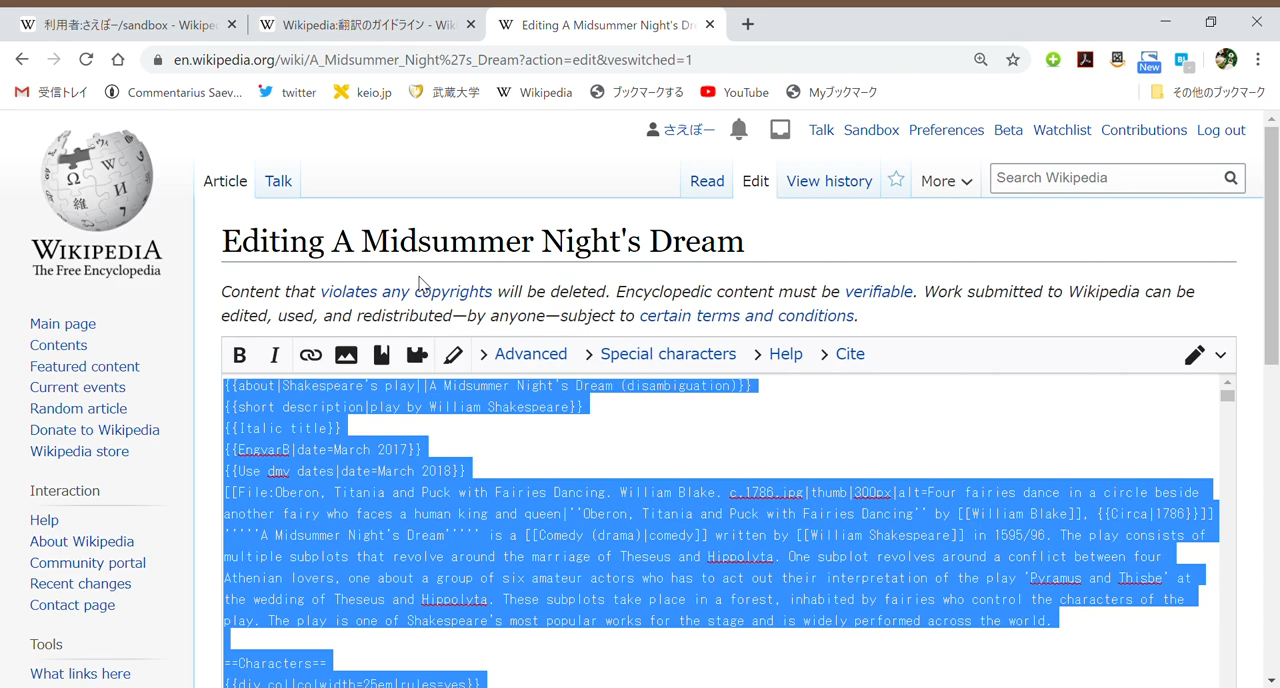 利用者:さえぼー/sandbox - Wikipe
Wikipedia:翻訳のガイドライン - Wiki
Editing A Midsummer Night's Dr
en.wikipedia.org/wiki/A_Midsummer_Night%27s_Dream?action=edit&veswitched=1
New
受信トレイ
Commentarius Saev...
twitter
keio.jp
武蔵大学
Wikipedia
ブックマークする
YouTube
Myブックマーク
その他のブックマーク
さえぼー
Talk
Sandbox
Preferences
Beta
Watchlist
Contributions
Log out
WIKIPEDIA
The Free Encyclopedia
Article
Talk
Read
Edit
View history
More
Search Wikipedia
Editing A Midsummer Night's Dream
Content that violates any copyrights will be deleted. Encyclopedic content must be verifiable. Work submitted to Wikipedia can be
edited, used, and redistributed—by anyone—subject to certain terms and conditions.
B I
Advanced
Special characters
Help
Cite
{{about|Shakespeare's play||A Midsummer Night's Dream (disambiguation)}}
{{short description|play by William Shakespeare}}
{{Italic title}}
{{EngvarB|date=March 2017}}
{{Use dmy dates|date=March 2018}}
[[File:Oberon, Titania and Puck with Fairies Dancing. William Blake. c.1786.jpg|thumb|300px|alt=Four fairies dance in a circle beside
another fairy who faces a human king and queen|''Oberon, Titania and Puck with Fairies Dancing'' by [[William Blake]], {{Circa|1786}}]]
'''''A Midsummer Night's Dream''''' is a [[Comedy (drama)|comedy]] written by [[William Shakespeare]] in 1595/96. The play consists of
multiple subplots that revolve around the marriage of Theseus and Hippolyta. One subplot revolves around a conflict between four
Athenian lovers, one about a group of six amateur actors who has to act out their interpretation of the play 'Pyramus and Thisbe' at
the wedding of Theseus and Hippolyta. These subplots take place in a forest, inhabited by fairies who control the characters of the
play. The play is one of Shakespeare's most popular works for the stage and is widely performed across the world.
==Characters==
{{div col|colwidth=25em|rules=yes}}
Main page
Contents
Featured content
Current events
Random article
Donate to Wikipedia
Wikipedia store
Interaction
Help
About Wikipedia
Community portal
Recent changes
Contact page
Tools
What links here